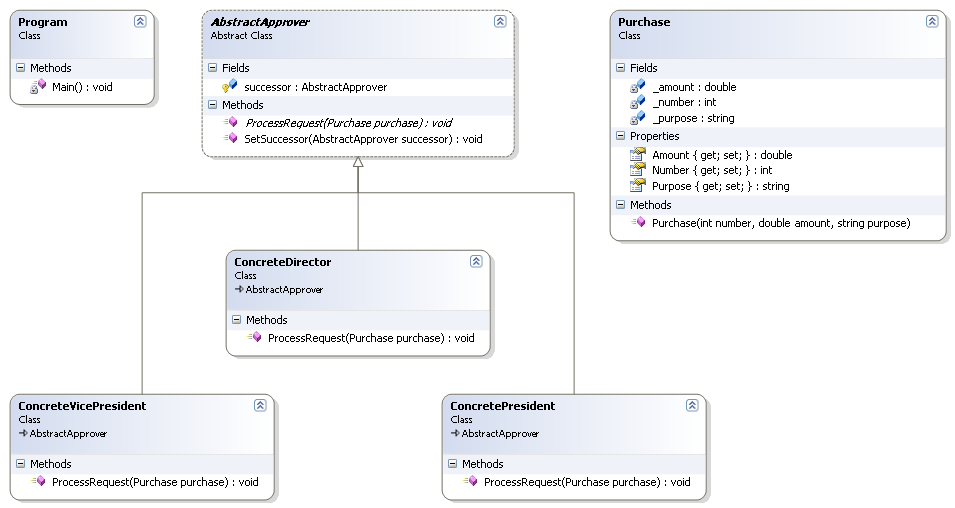 Program
Class
Methods
Main() : void
AbstractApprover
Abstract Class
Fields
successor : AbstractApprover
Methods
ProcessRequest(Purchase purchase) : void
SetSuccessor(AbstractApprover successor) : void
Purchase
Class
Fields
_amount : double
_number : int
_purpose : string
Properties
Amount { get; set; } : double
Number { get; set; } : int
Purpose { get; set; } : string
Methods
Purchase(int number, double amount, string purpose)
ConcreteDirector
Class
AbstractApprover
Methods
ProcessRequest(Purchase purchase) : void
ConcreteVicePresident
Class
AbstractApprover
Methods
ProcessRequest(Purchase purchase) : void
ConcretePresident
Class
AbstractApprover
Methods
ProcessRequest(Purchase purchase) : void